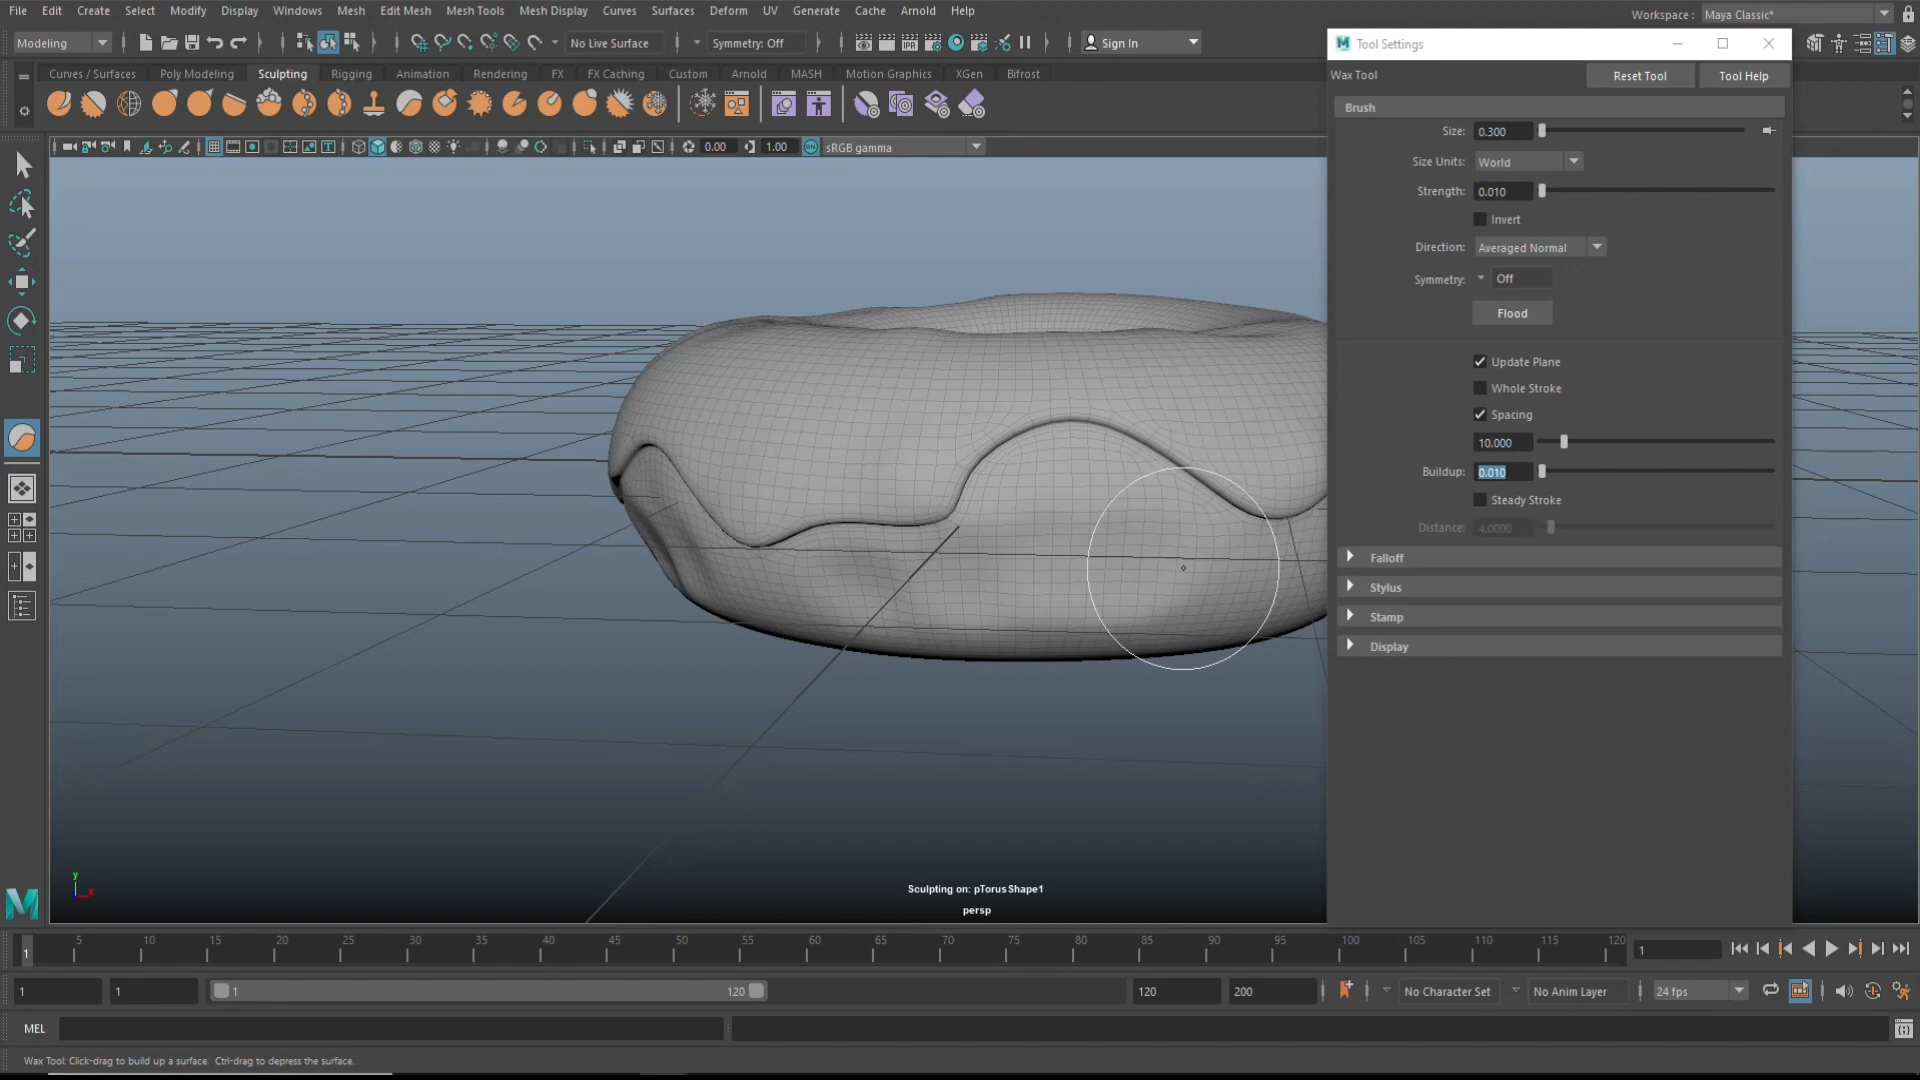 File Edit Create Select Modify Display Windows Mesh Edit Mesh Mesh Tools Mesh Display Curves Surfaces Deform UV Generate Cache Arnold Help
Workspace : Maya Classic*
Modeling No Live Surface Symmetry: Off IPR Sign In
Tool Settings
Curves / Surfaces Poly Modeling Sculpting Rigging Animation Rendering FX FX Caching Custom Arnold MASH Motion Graphics XGen Bifrost
Wax Tool Reset Tool Tool Help
Brush
Size: 0.300
0.00 1.00 ON sRGB gamma
Size Units: World
Strength: 0.010
Invert
Direction: Averaged Normal
Symmetry: Off
Flood
Update Plane
Whole Stroke
Spacing
10.000
Buildup: 0.010
Steady Stroke
Distance: 4.0000
Falloff
Stylus
Stamp
Display
y
x
Sculpting on: pTorusShape1
persp
1 5 10 15 20 25 30 35 40 45 50 55 60 65 70 75 80 85 90 95 100 105 110 115 120 1
1 1 1 120 120 200 No Character Set No Anim Layer 24 fps
MEL
Wax Tool: Click-drag to build up a surface. Ctrl-drag to depress the surface.